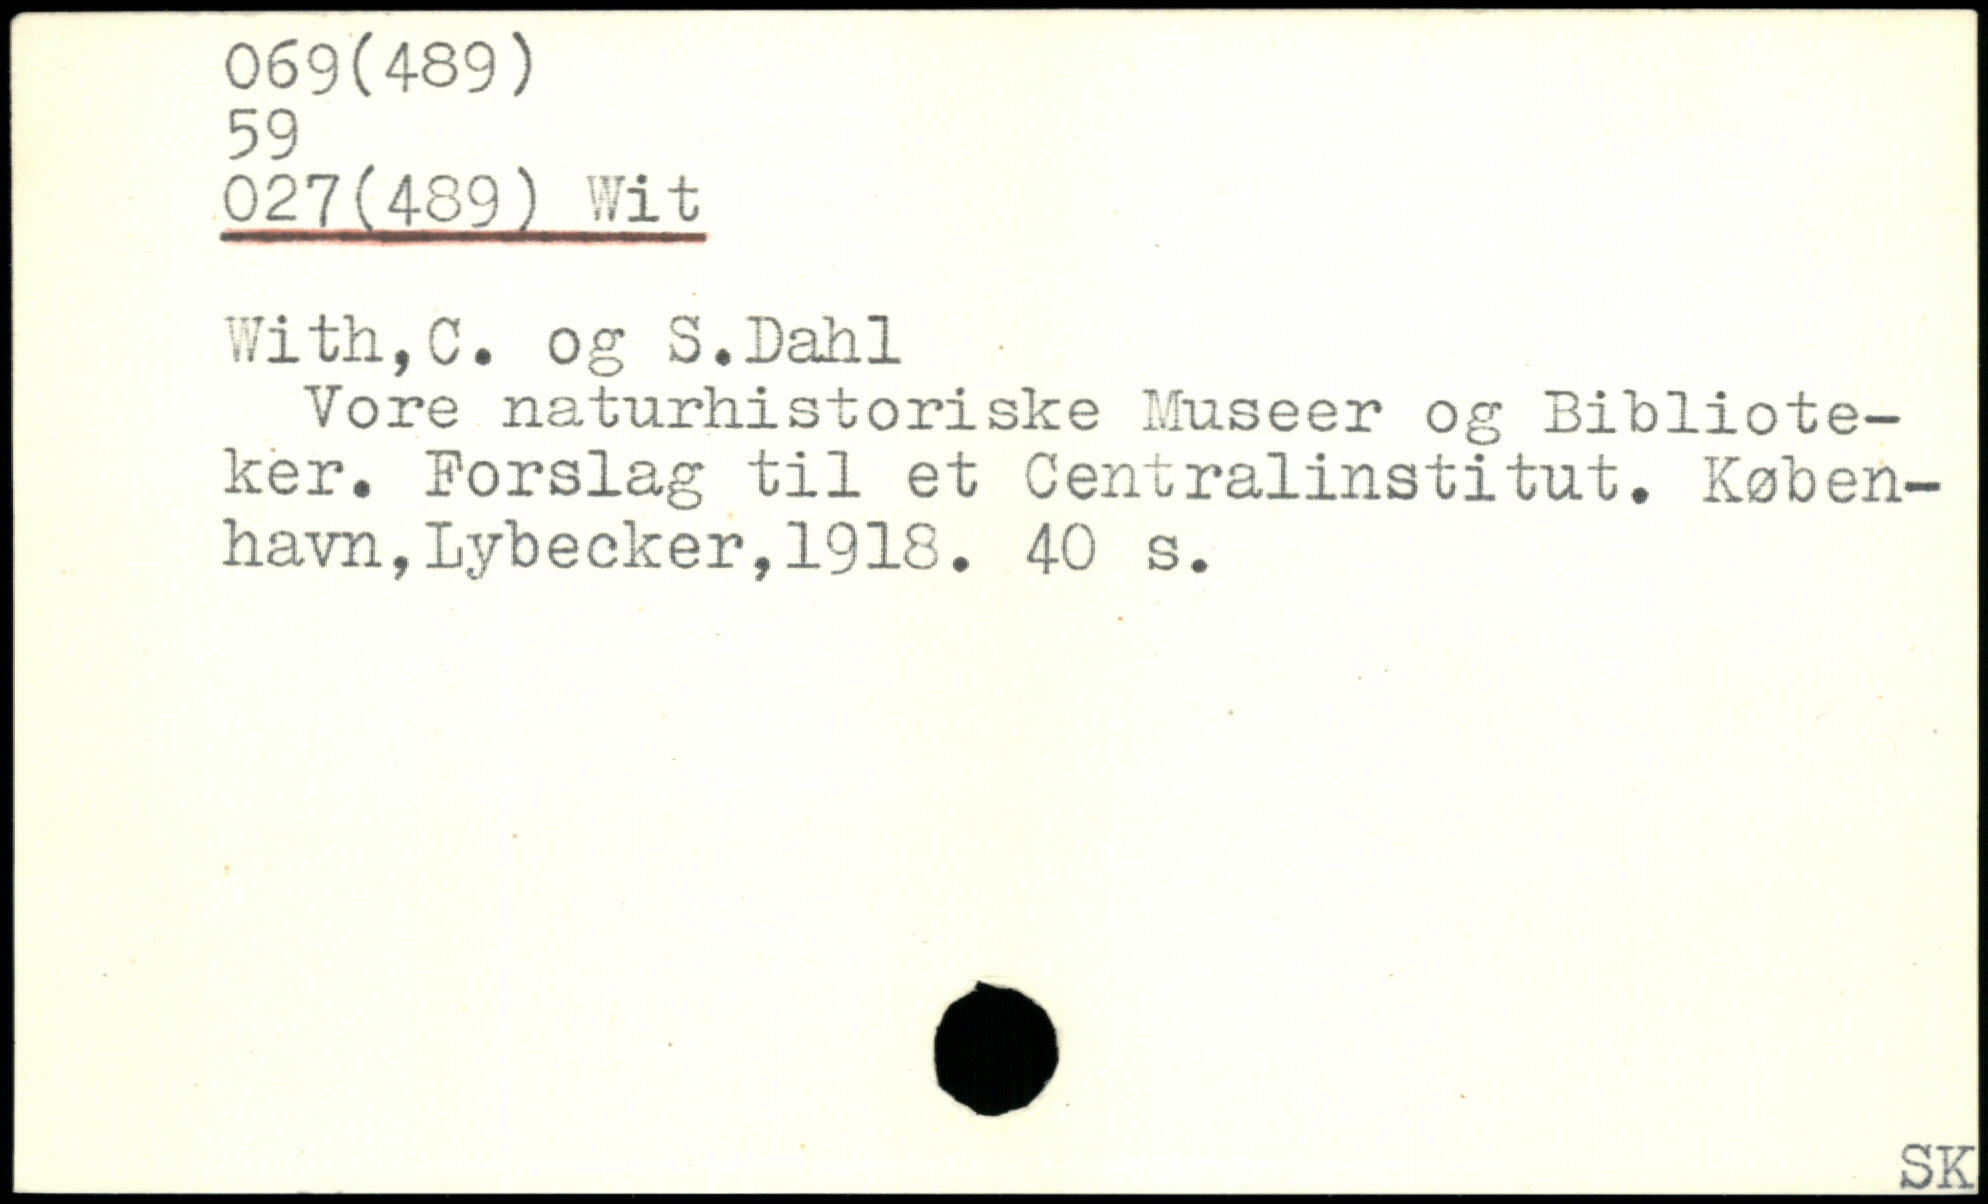 069(489)
59
027(489) Wit
With,C. og S.Dahl
Vore naturhistoriske Museer og Bibliote-
ker. Forslag til et Centralinstitut. Køben-
havn,Lybecker,1918. 40 s.
SK